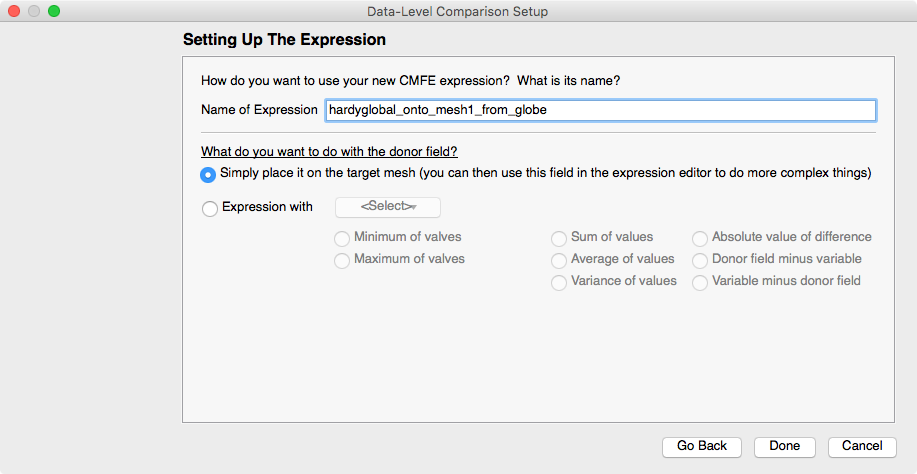 Data-Level Comparison Setup
Setting Up The Expression
How do you want to use your new CMFE expression? What is its name?
Name of Expression hardyglobal_onto_mesh1_from_globe
What do you want to do with the donor field?
Simply place it on the target mesh (you can then use this field in the expression editor to do more complex things)
Expression with <Select>
Minimum of valves Sum of values Absolute value of difference
Maximum of valves Average of values Donor field minus variable
Variance of values Variable minus donor field
Go Back Done Cancel